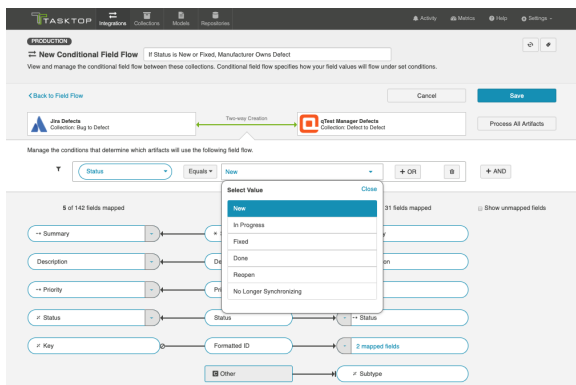 TASKTOP
Integrations
Collections
Models
Repositories
Activity
Metrics
Help
Settings
PRODUCTION
New Conditional Field Flow
If Status is New or Fixed, Manufacturer Owns Defect
View and manage the conditional field flow between these collections. Conditional field flow specifies how your field values will flow under set conditions.
Back to Field Flow
Cancel
Save
Jira Defects
Collection: Bug to Defect
Two-way Creation
qTest Manager Defects
Collection: Defect to Defect
Process All Artifacts
Manage the conditions that determine which artifacts will use the following field flow.
Status
Equals
New
+ OR
+ AND
Select Value
Close
New
In Progress
Fixed
Done
Reopen
No Longer Synchronizing
5 of 142 fields mapped
31 fields mapped
Show unmapped fields
Summary
Description
De
on
Priority
Pri
Status
Status
Status
Key
Formatted ID
2 mapped fields
Other
Subtype